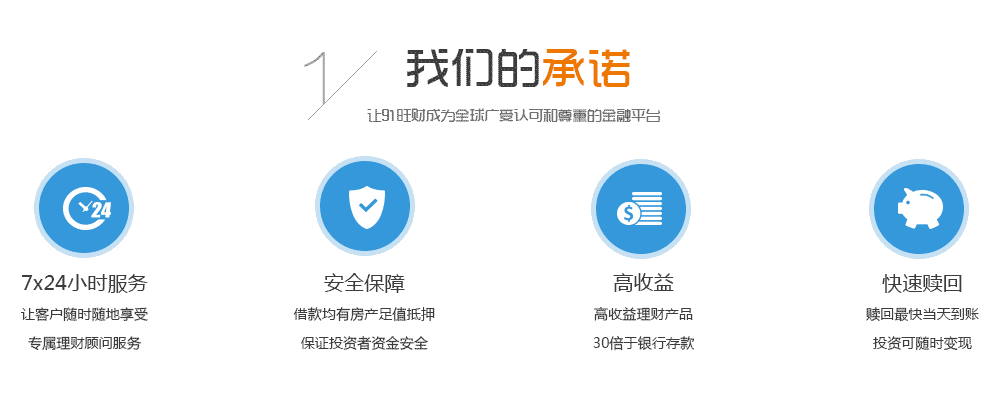 1
我们的承诺
让91旺财成为全球广受认可和尊重的金融平台
24
$
7x24小时服务
让客户随时随地享受
专属理财顾问服务
安全保障
借款均有房产足值抵押
保证投资者资金安全
高收益
高收益理财产品
30倍于银行存款
快速赎回
赎回最快当天到账
投资可随时变现